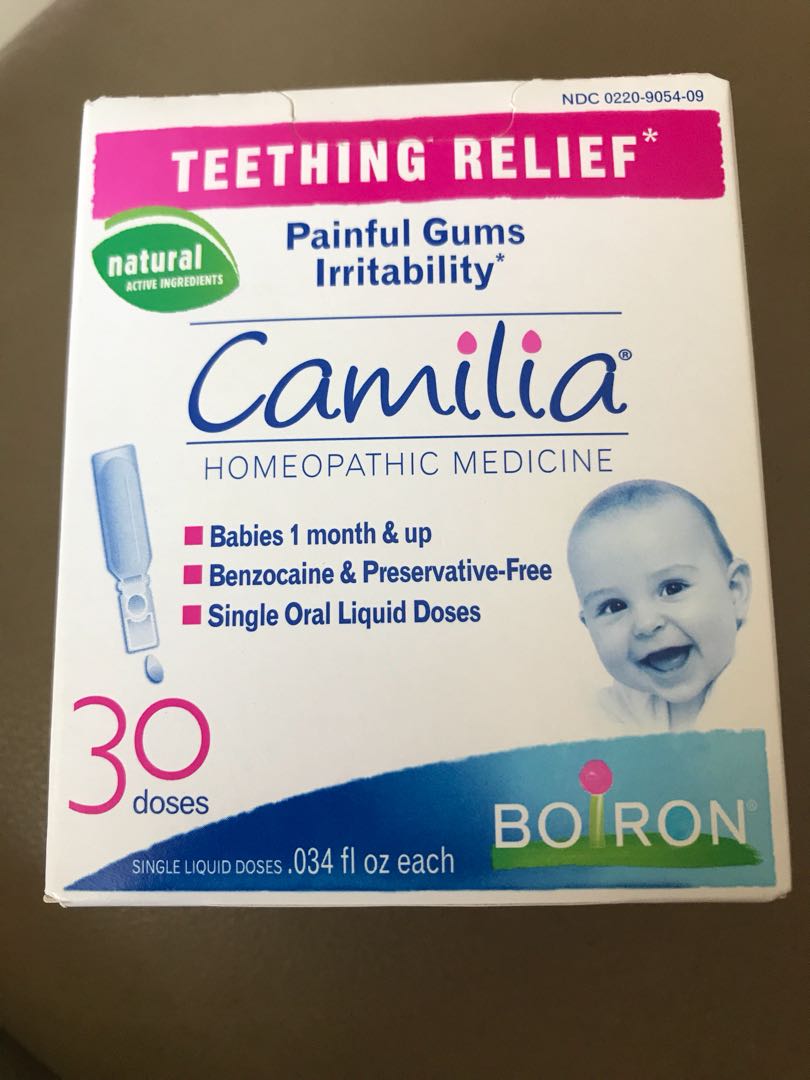 NDC 0220-9054-09
TEETHING RELIEF*
natural
ACTIVE INGREDIENTS
Painful Gums
Irritability*
Camilia®
HOMEOPATHIC MEDICINE
Babies 1 month & up
Benzocaine & Preservative-Free
Single Oral Liquid Doses
30
doses
BOIRON®
SINGLE LIQUID DOSES .034 fl oz each